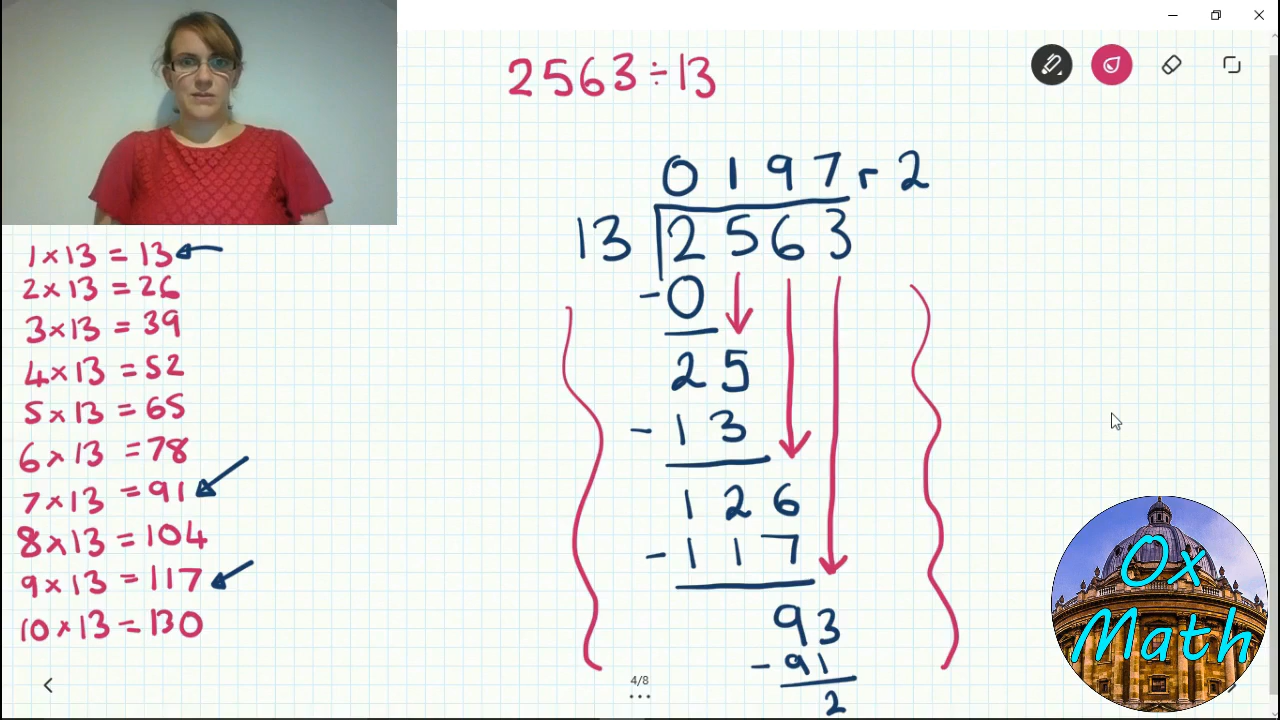 2563 ÷ 13
0 1 9 7 r 2
13 2 5 6 3
- 0
2 5
- 1 3
1 2 6
- 1 1 7
9 3
- 9 1
2
1 × 13 = 13
2 × 13 = 26
3 × 13 = 39
4 × 13 = 52
5 × 13 = 65
6 × 13 = 78
7 × 13 = 91
8 × 13 = 104
9 × 13 = 117
10 × 13 = 130
4/8
Ox
Math